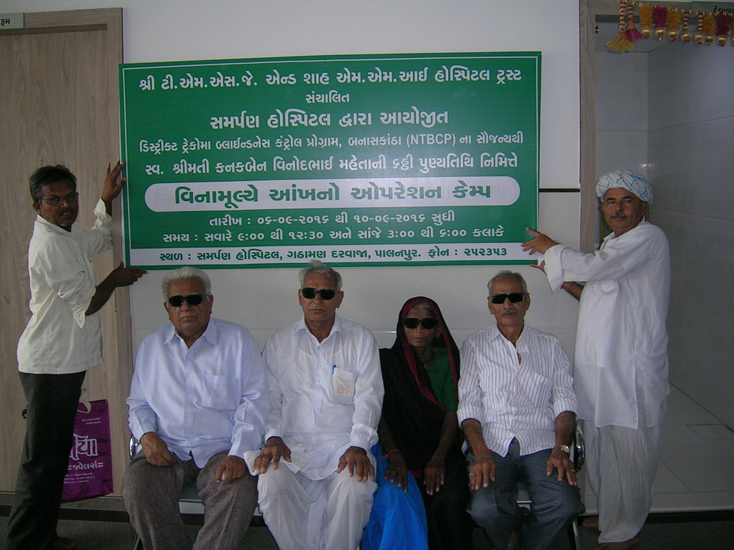 શ્રી ટી.એમ.એસ.જે. એન્ડ શાહ એમ.એમ.આઈ હોસ્પિટલ ટ્રસ્ટ
સંચાલિત
સમર્પણ હોસ્પિટલ દ્વારા આયોજીત
ડિસ્ટ્રીક્ટ ટ્રેકોમા બ્લાઈન્ડનેસ કંટ્રોલ પ્રોગ્રામ, બનાસકાંઠા (NTBCP) ના સૌજન્યથી
સ્વ. શ્રીમતી કનકબેન વિનોદભાઈ મહેતાની કઠ્ઠી પુણ્યતિથિ નિમિત્તે
વિનામૂલ્યે આંખનો ઓપરેશન કેમ્પ
તારીખ : ૦૬-૦૯-૨૦૧૬ થી ૧૦-૦૯-૨૦૧૬ સુધી
સમય : સવારે ૯:૦૦ થી ૧૨:૩૦ અને સાંજે ૩:૦૦ થી ૬:૦૦ કલાકે
સ્થળ : સમર્પણ હોસ્પિટલ, ગઠામણ દરવાજા, પાલનપુર. ફોન : ૨૫૨૩૫૩
જ્વેલર્સ